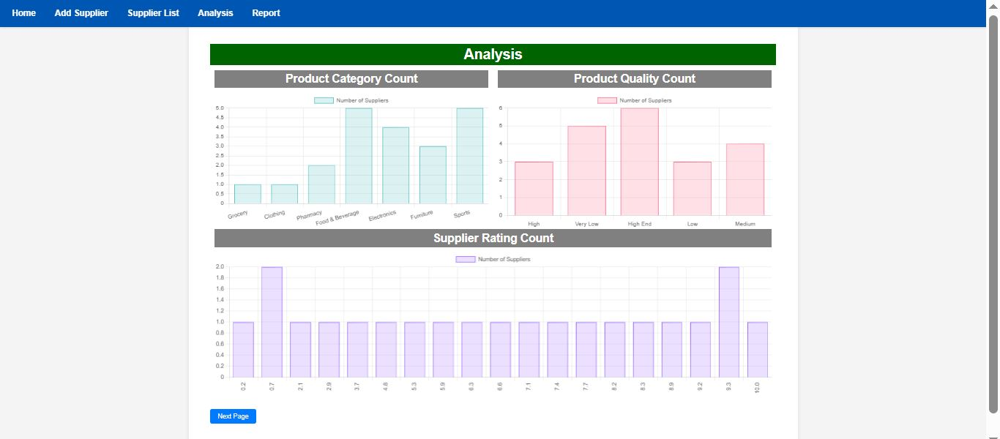 Home Add Supplier Supplier List Analysis Report
Analysis
Product Category Count
Number of Suppliers
5.0
4.5
4.0
3.5
3.0
2.5
2.0
1.5
1.0
0.5
0
Grocery Clothing Pharmacy Food & Beverage Electronics Furniture Sports
Product Quality Count
Number of Suppliers
6
5
4
3
2
1
0
High Very Low High End Low Medium
Supplier Rating Count
Number of Suppliers
2.0
1.8
1.6
1.4
1.2
1.0
0.8
0.6
0.4
0.2
0
0.2 0.7 2.1 2.9 3.7 4.8 5.3 5.9 6.3 6.6 7.1 7.4 7.7 8.2 8.3 8.9 9.2 9.3 10.0
Next Page